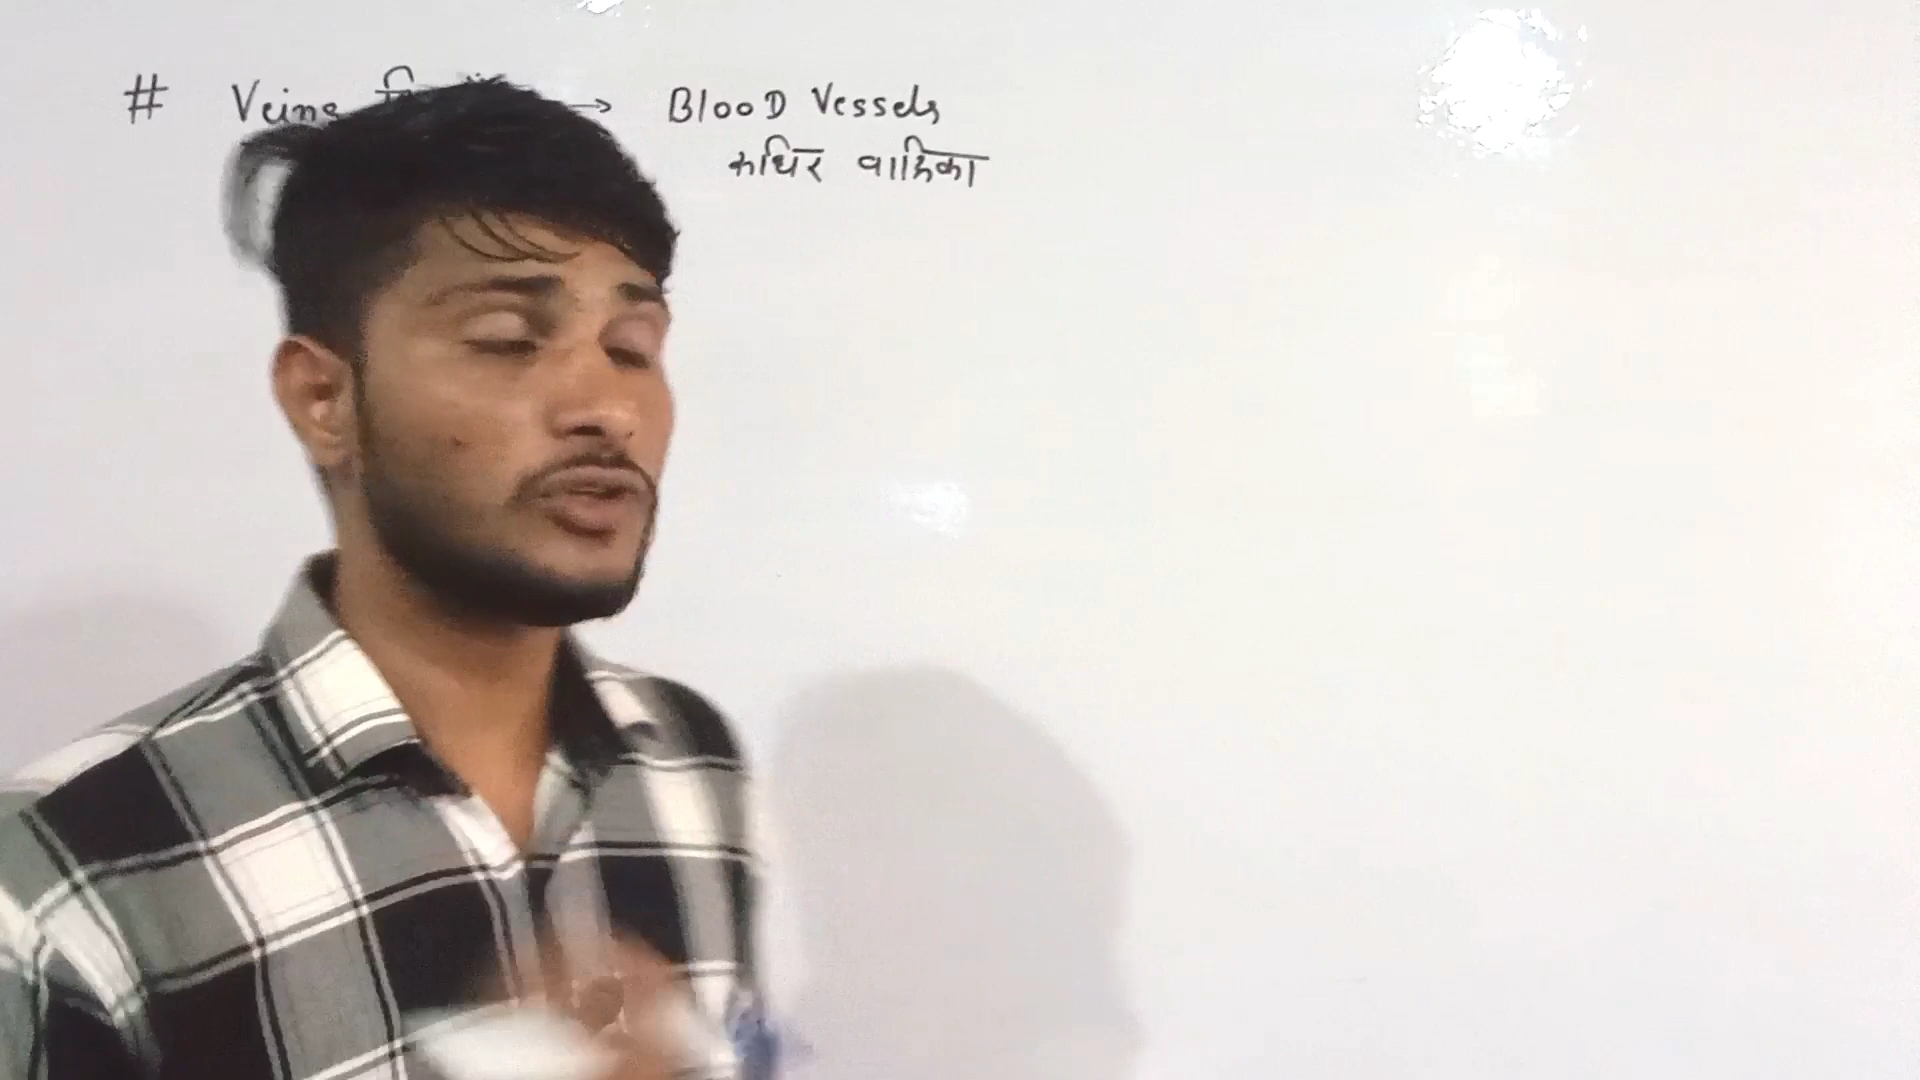 # Veins → Blood Vessels
रूधिर वाहिका